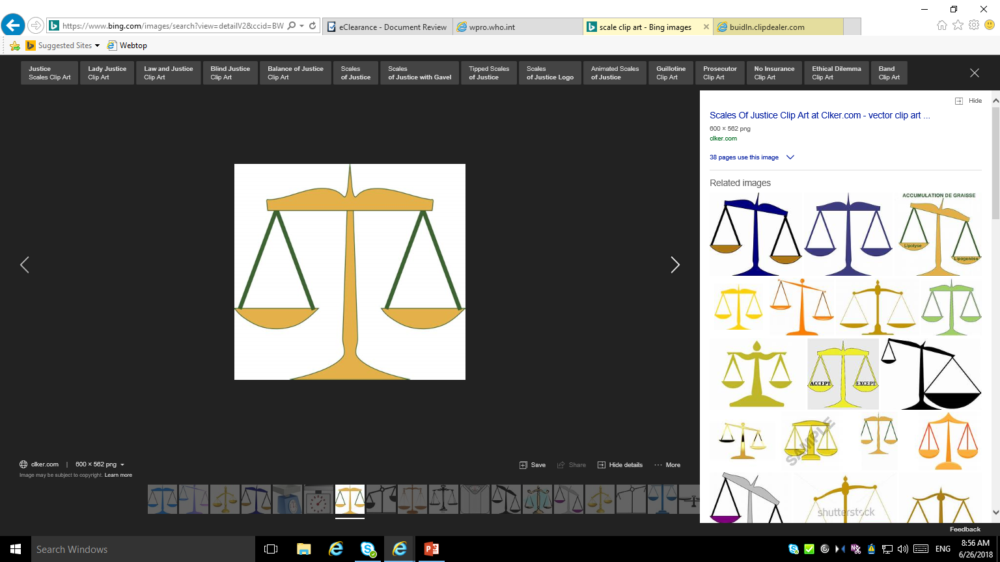 https://www.bing.com/images/search?view=detailV2&ccid=BW
eClearance - Document Review
wpro.who.int
scale clip art - Bing images
buidln.clipdealer.com
Suggested Sites
Webtop
Justice
Scales Clip Art
Lady Justice
Clip Art
Law and Justice
Clip Art
Blind Justice
Clip Art
Balance of Justice
Clip Art
Scales
of Justice
Scales
of Justice with Gavel
Tipped Scales
of Justice
Scales
of Justice Logo
Animated Scales
of Justice
Guillotine
Clip Art
Prosecutor
Clip Art
No Insurance
Clip Art
Ethical Dilemma
Clip Art
Band
Clip Art
Hide
Scales Of Justice Clip Art at Clker.com - vector clip art ...
600 × 562 png
clker.com
38 pages use this image
Related images
ACCUMULATION DE GRAISSE
Lipolyse
Lipogenèse
ACCEPT
EXCEPT
SAMPLE
shutterstock
clker.com | 600 × 562 png
Image may be subject to copyright. Learn more
Save
Share
Hide details
... More
Feedback
Search Windows
ENG
8:56 AM
6/26/2018